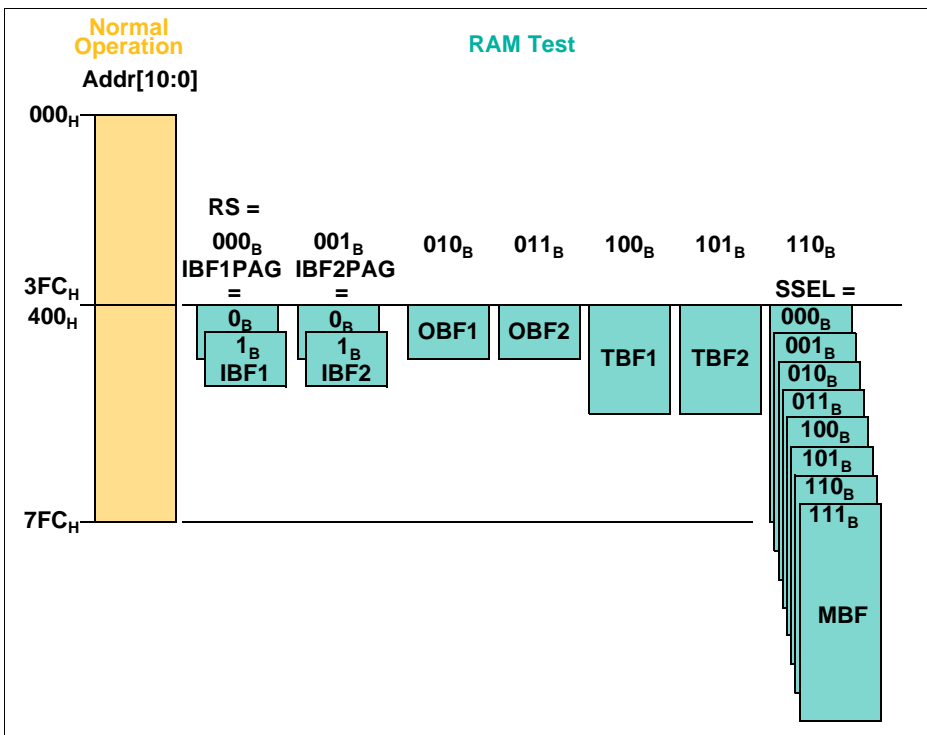 Normal
Operation
RAM Test
Addr[10:0]
000H
RS =
000B 001B 010B 011B 100B 101B 110B
IBF1PAG IBF2PAG
= =
3FCH
SSEL =
400H
0B 0B
1B 1B
IBF1 IBF2
OBF1 OBF2
TBF1 TBF2
000B
001B
010B
011B
100B
101B
110B
111B
7FCH
MBF